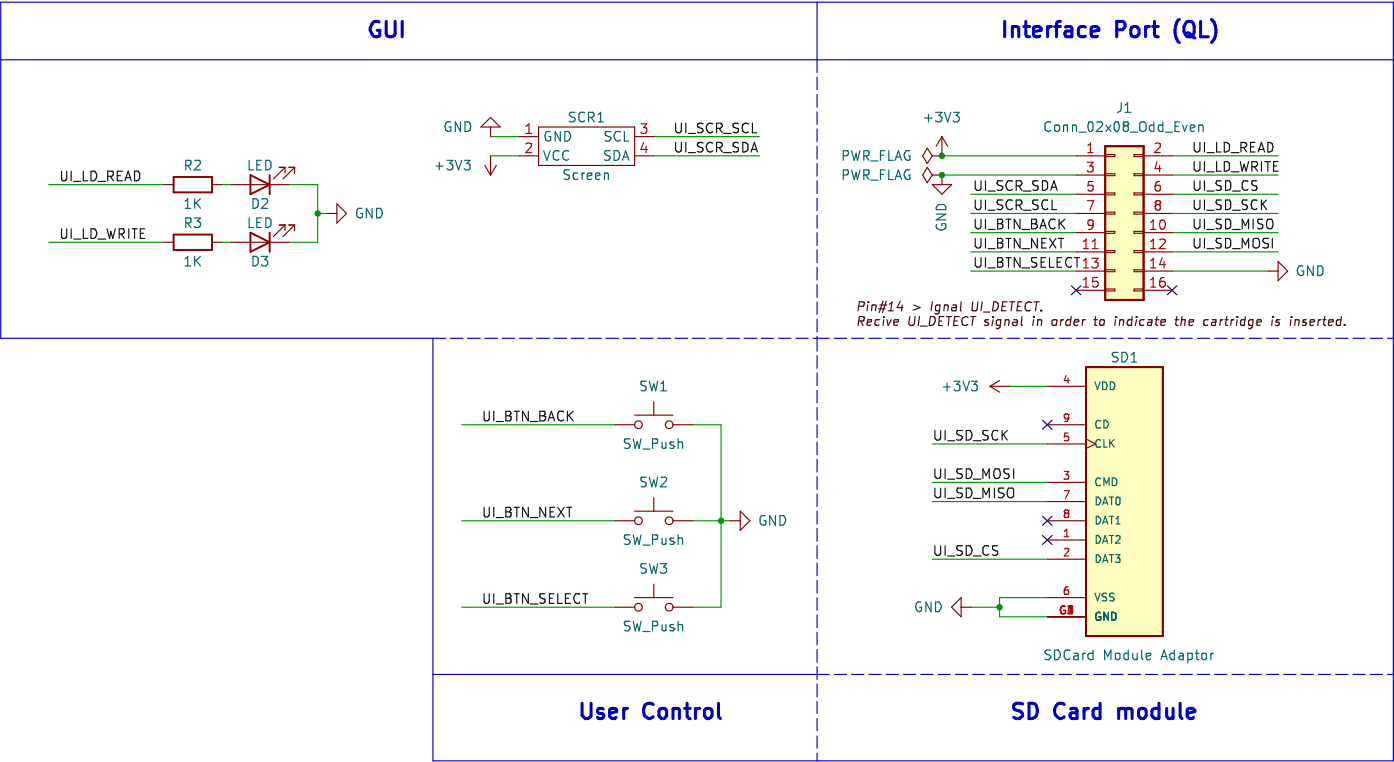 GUI
Interface Port (QL)
R2
UI_LD_READ
1K
LED
D2
R3
UI_LD_WRITE
1K
LED
D3
GND
SCR1
GND
1
GND
SCL
3
UI_SCR_SCL
+3V3
2
VCC
SDA
4
UI_SCR_SDA
Screen
J1
Conn_02x08_Odd_Even
+3V3
PWR_FLAG
1
2
UI_LD_READ
PWR_FLAG
3
4
UI_LD_WRITE
GND
UI_SCR_SDA
5
6
UI_SD_CS
UI_SCR_SCL
7
8
UI_SD_SCK
UI_BTN_BACK
9
10
UI_SD_MISO
UI_BTN_NEXT
11
12
UI_SD_MOSI
UI_BTN_SELECT
13
14
GND
15
16
Pin#14 > Ignal UI_DETECT.
Recive UI_DETECT signal in order to indicate the cartridge is inserted.
SW1
UI_BTN_BACK
SW_Push
SW2
UI_BTN_NEXT
SW_Push
GND
SW3
UI_BTN_SELECT
SW_Push
SD1
+3V3
4
VDD
9
CD
UI_SD_SCK
5
CLK
UI_SD_MOSI
3
CMD
UI_SD_MISO
7
DAT0
8
DAT1
1
DAT2
UI_SD_CS
2
DAT3
GND
6
VSS
GND
SDCard Module Adaptor
User Control
SD Card module